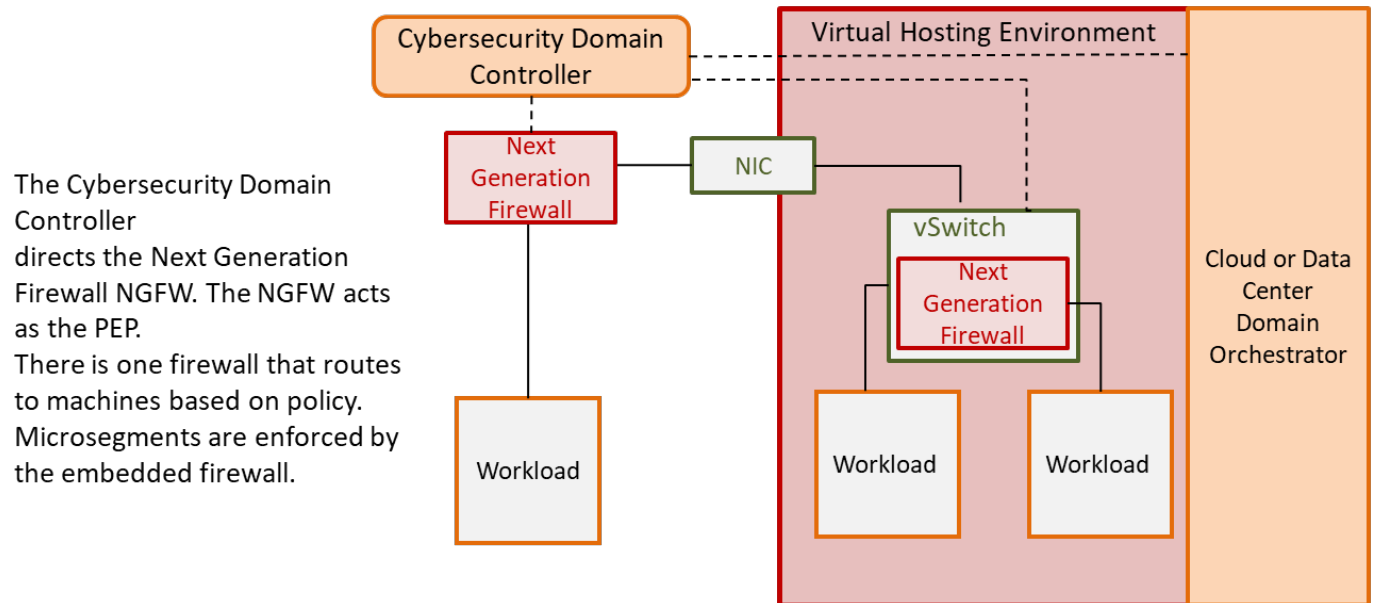 Cybersecurity Domain
Controller
Virtual Hosting Environment
Next
Generation
Firewall
NIC
The Cybersecurity Domain
Controller
directs the Next Generation
Firewall NGFW. The NGFW acts
as the PEP.
There is one firewall that routes
to machines based on policy.
Microsegments are enforced by
the embedded firewall.
vSwitch
Next
Generation
Firewall
Cloud or Data
Center
Domain
Orchestrator
Workload
Workload
Workload